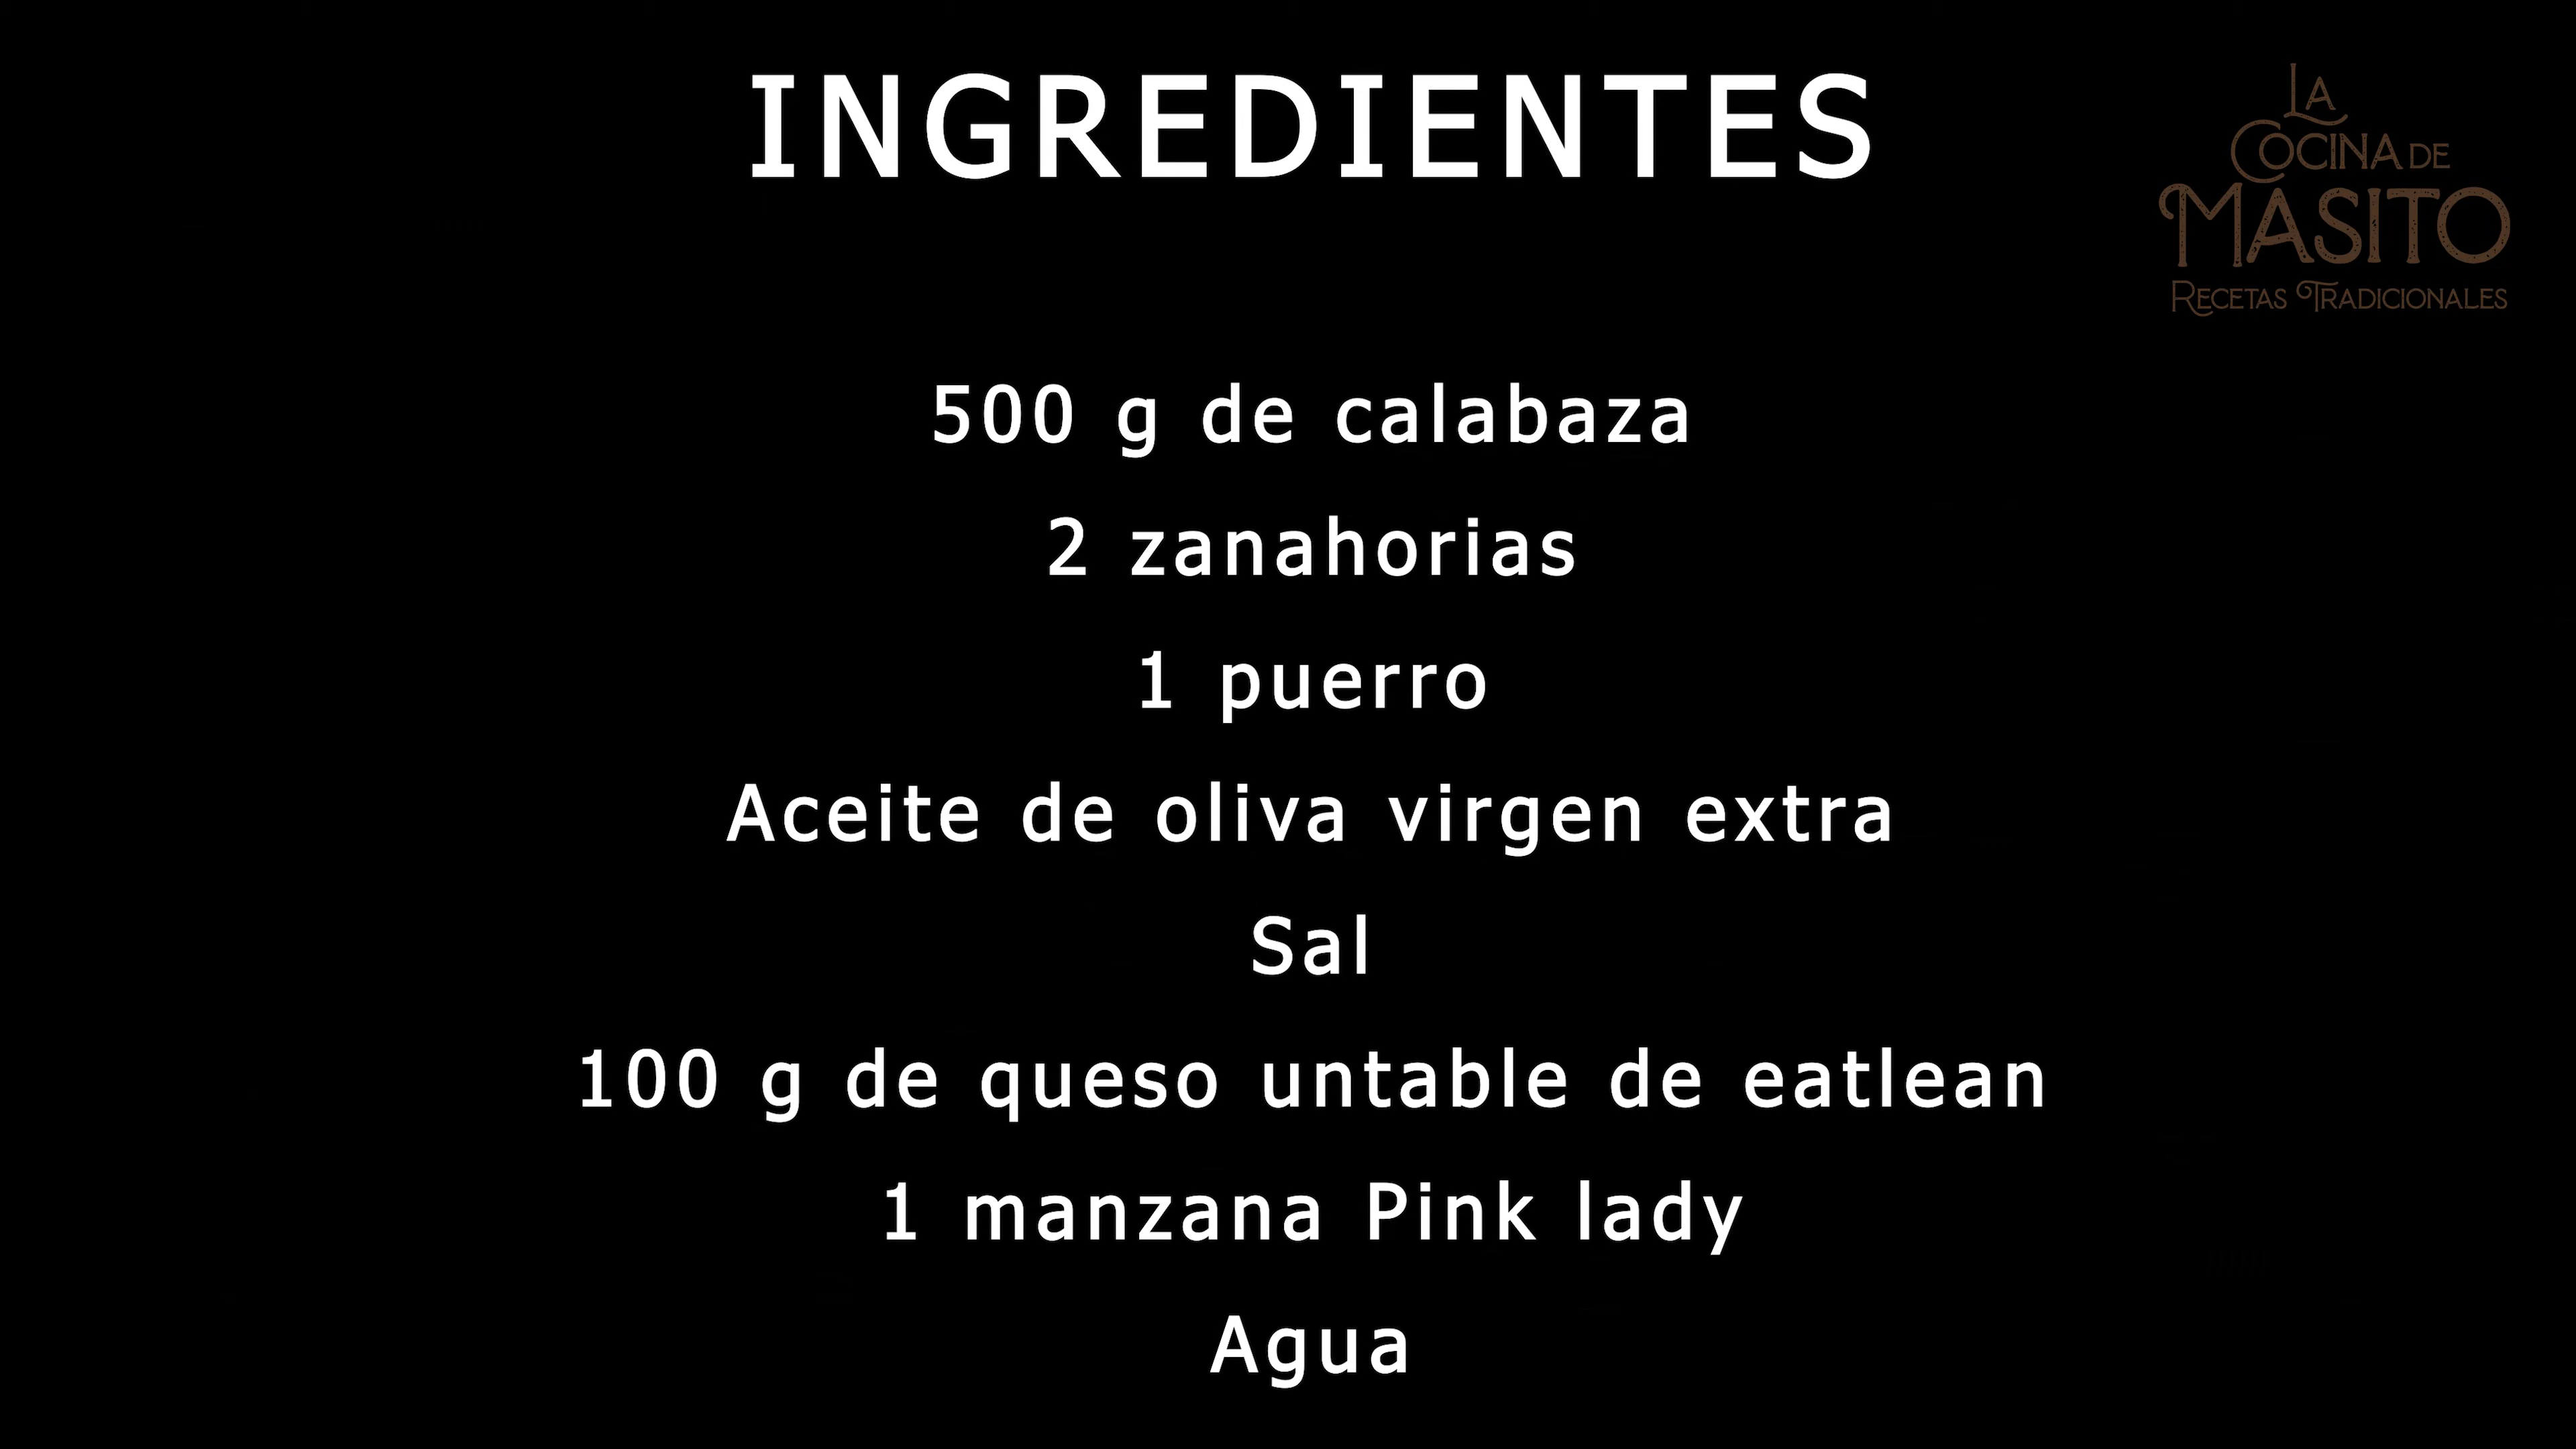 INGREDIENTES
LA
COCINA DE
MASITO
RECETAS TRADICIONALES
500 g de calabaza
2 zanahorias
1 puerro
Aceite de oliva virgen extra
Sal
100 g de queso untable de eatlean
1 manzana Pink lady
Agua